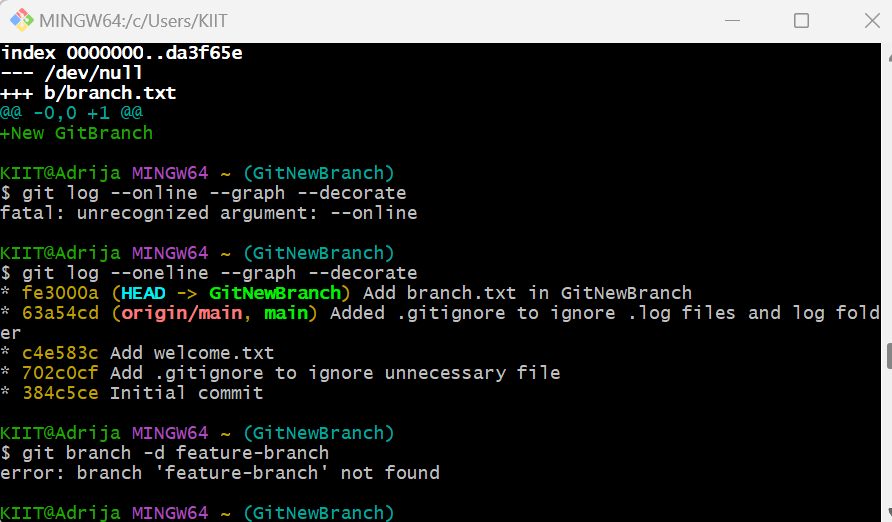 MINGW64:/c/Users/KIIT
index 0000000..da3f65e
--- /dev/null
+++ b/branch.txt
@@ -0,0 +1 @@
+New GitBranch
KIIT@Adrija MINGW64 ~ (GitNewBranch)
$ git log --online --graph --decorate
fatal: unrecognized argument: --online
KIIT@Adrija MINGW64 ~ (GitNewBranch)
$ git log --oneline --graph --decorate
* fe3000a (HEAD -> GitNewBranch) Add branch.txt in GitNewBranch
* 63a54cd (origin/main, main) Added .gitignore to ignore .log files and log fold
er
* c4e583c Add welcome.txt
* 702c0cf Add .gitignore to ignore unnecessary file
* 384c5ce Initial commit
KIIT@Adrija MINGW64 ~ (GitNewBranch)
$ git branch -d feature-branch
error: branch 'feature-branch' not found
KIIT@Adrija MINGW64 ~ (GitNewBranch)